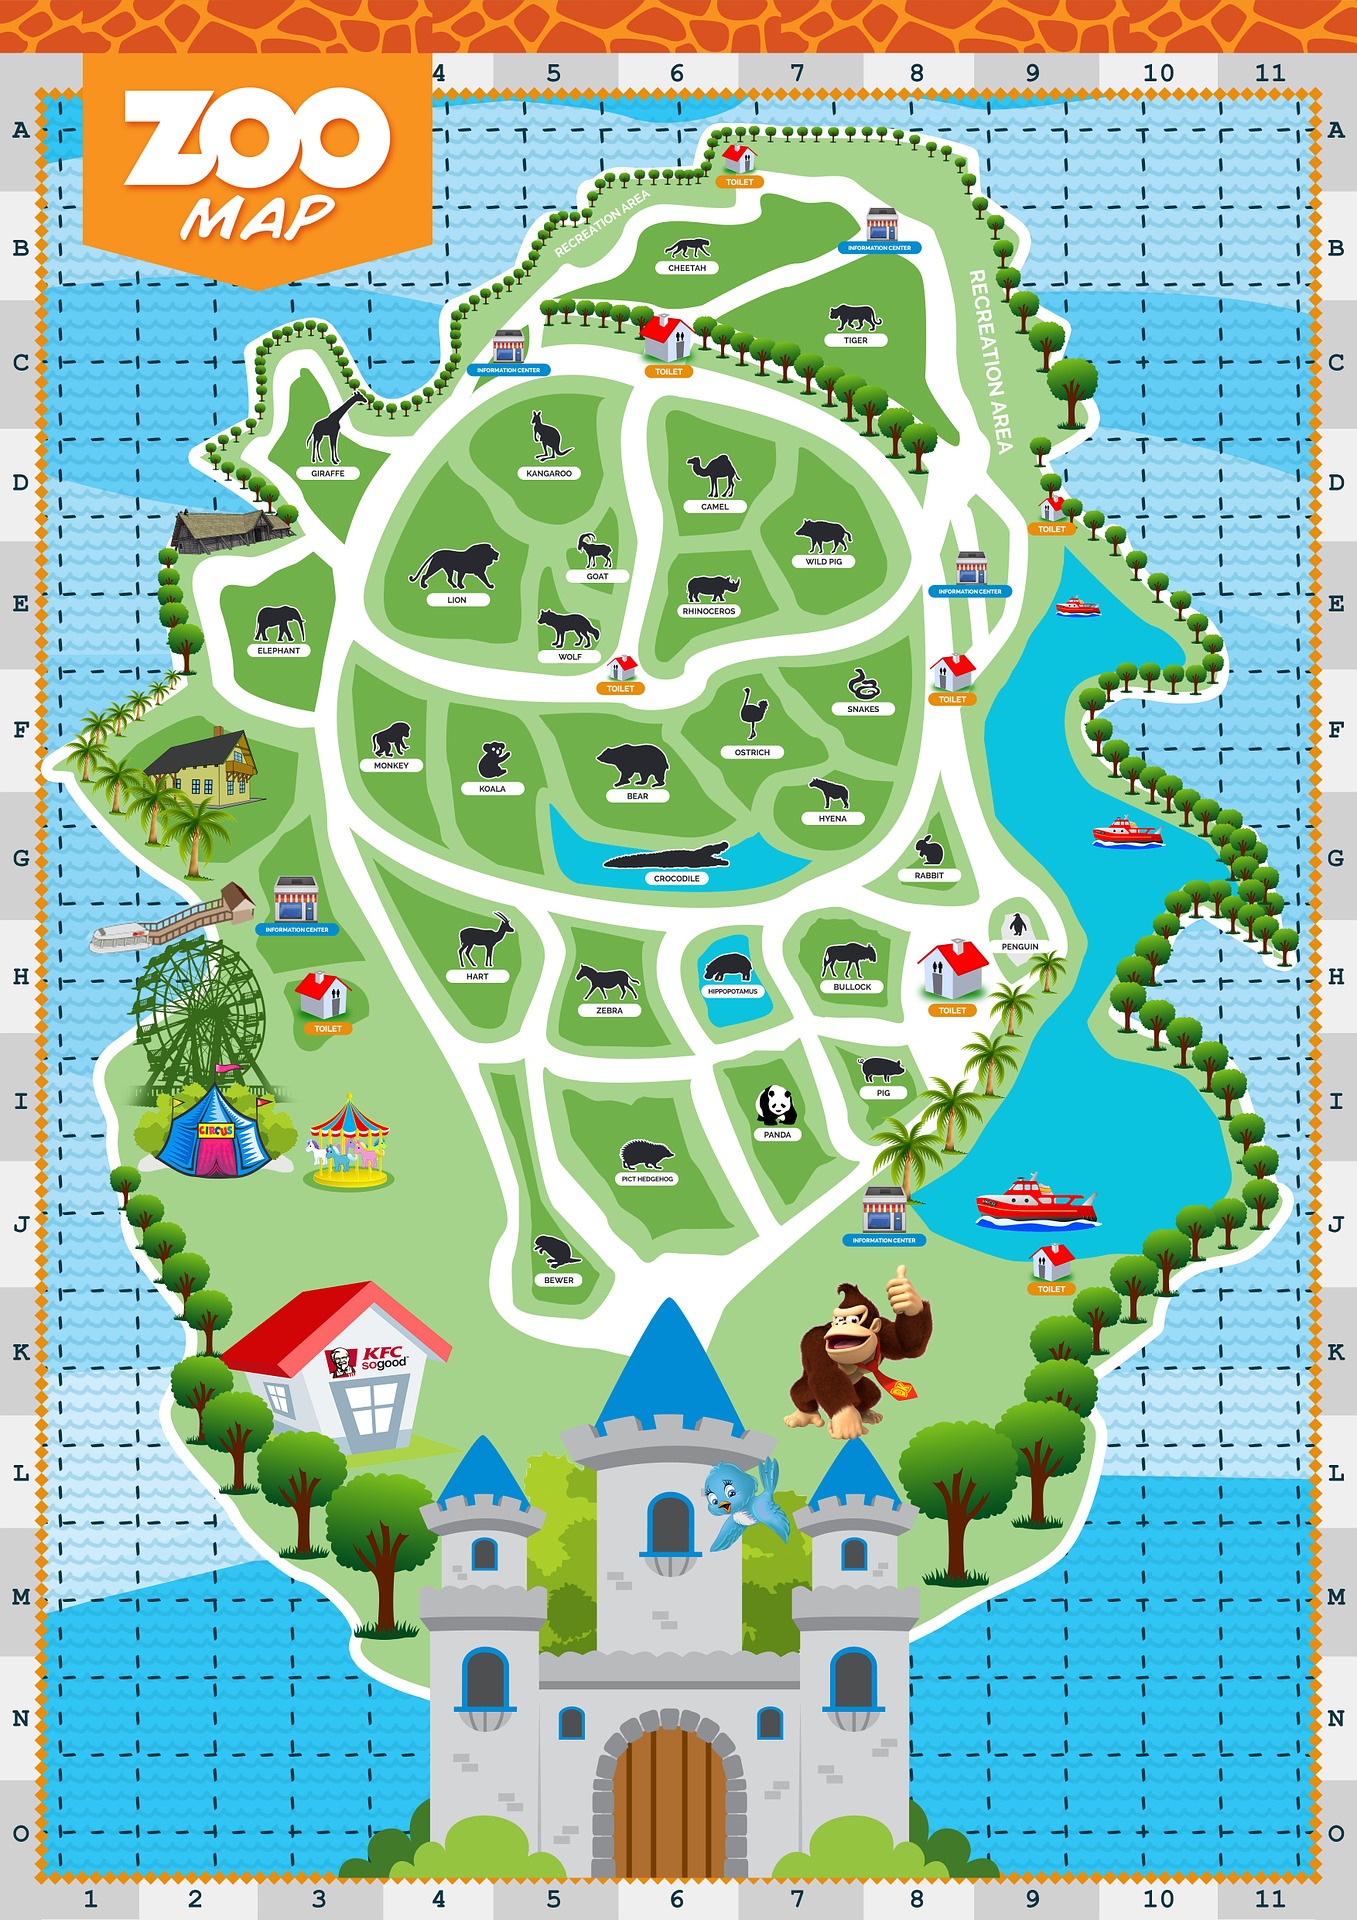 4 5 6 7 8 9 10 11
ZOO
MAP
A A
TOILET
RECREATION AREA
B B
INFORMATION CENTER
CHEETAH
RECREATION AREA
TIGER
C C
INFORMATION CENTER
TOILET
GIRAFFE
KANGAROO
D D
CAMEL
TOILET
WILD PIG
GOAT
INFORMATION CENTER
LION
E E
RHINOCEROS
ELEPHANT
WOLF
TOILET
TOILET
SNAKES
F F
OSTRICH
MONKEY
KOALA
BEAR
HYENA
G G
RABBIT
CROCODILE
INFORMATION CENTER
PENGUIN
H H
HART
BULLOCK
HIPPOPOTAMUS
ZEBRA
TOILET
TOILET
PIG
I I
CIRCUS
PANDA
PICT HEDGEHOG
J J
INFORMATION CENTER
BEWER
TOILET
K K
KFC
so good
L L
M M
N N
O O
1 2 3 4 5 6 7 8 9 10 11